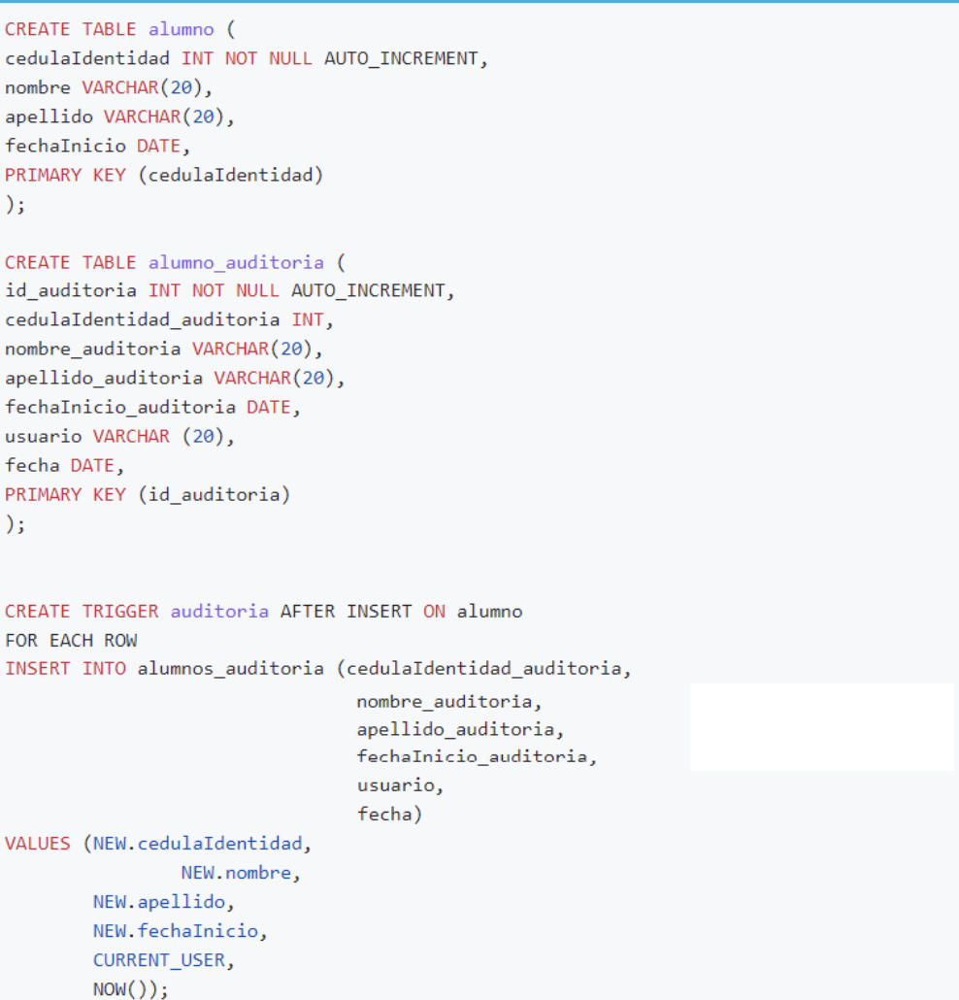 CREATE TABLE alumno (
cedulaIdentidad INT NOT NULL AUTO_INCREMENT,
nombre VARCHAR(20),
apellido VARCHAR(20),
fechaInicio DATE,
PRIMARY KEY (cedulaIdentidad)
);
CREATE TABLE alumno_auditoria (
id_auditoria INT NOT NULL AUTO_INCREMENT,
cedulaIdentidad_auditoria INT,
nombre_auditoria VARCHAR(20),
apellido_auditoria VARCHAR(20),
fechaInicio_auditoria DATE,
usuario VARCHAR (20),
fecha DATE,
PRIMARY KEY (id_auditoria)
);
CREATE TRIGGER auditoria AFTER INSERT ON alumno
FOR EACH ROW
INSERT INTO alumnos_auditoria (cedulaIdentidad_auditoria,
nombre_auditoria,
apellido_auditoria,
fechaInicio_auditoria,
usuario,
fecha)
VALUES (NEW.cedulaIdentidad,
NEW.nombre,
NEW.apellido,
NEW.fechaInicio,
CURRENT_USER,
NOW());